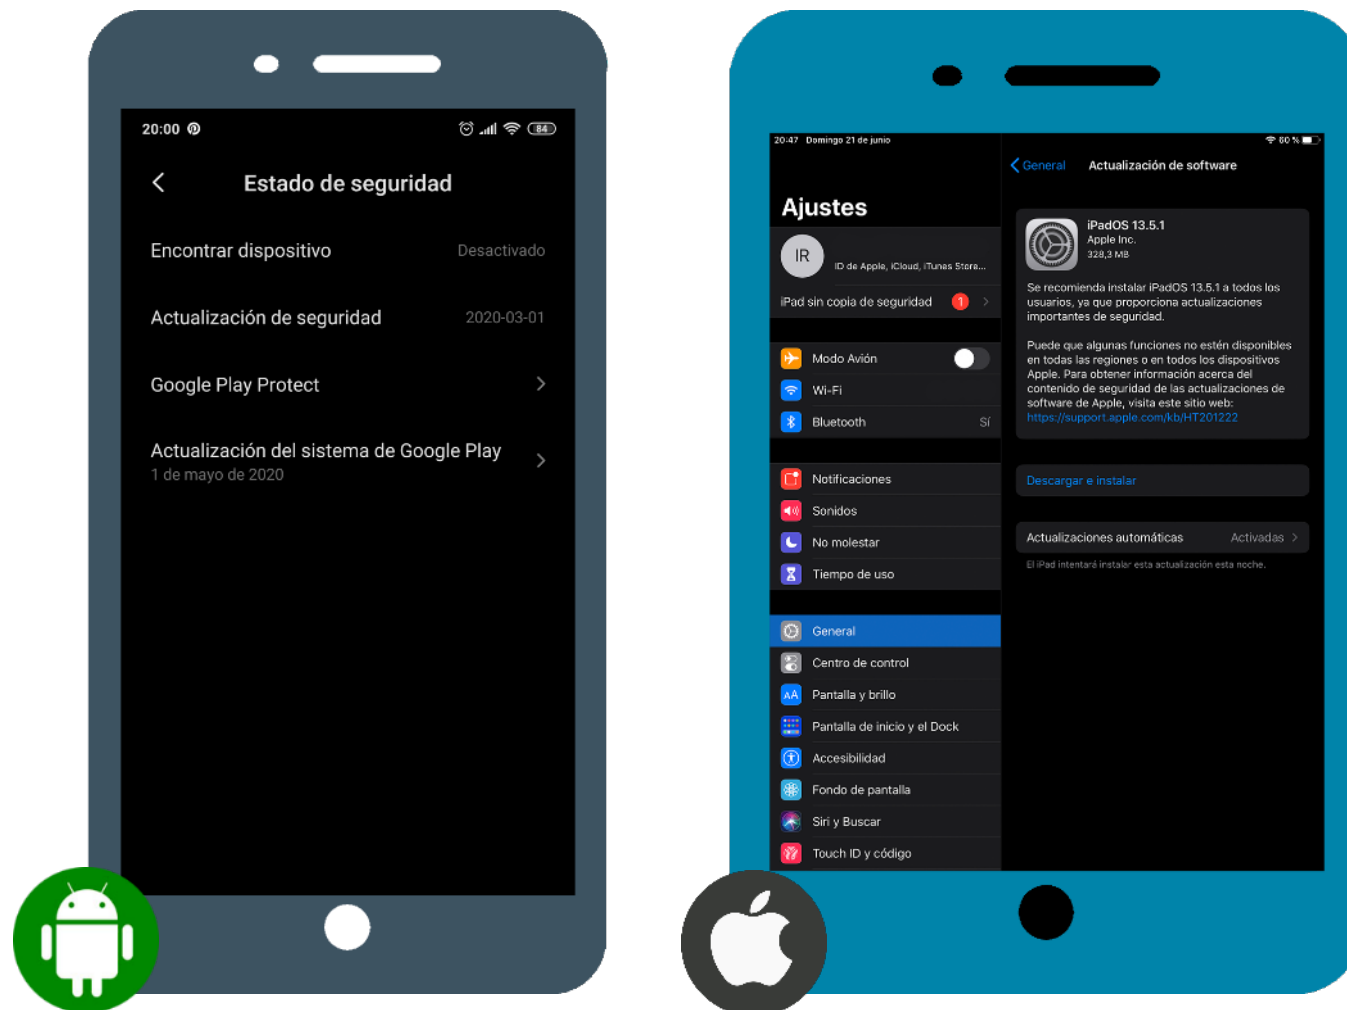 20:00
84
Estado de seguridad
Encontrar dispositivo
Desactivado
Actualización de seguridad
2020-03-01
Google Play Protect
Actualización del sistema de Google Play
1 de mayo de 2020
20:47 Domingo 21 de junio
60 %
Ajustes
IR
ID de Apple, iCloud, iTunes Store...
iPad sin copia de seguridad
1
Modo Avión
Wi-Fi
Bluetooth
Sí
Notificaciones
Sonidos
No molestar
Tiempo de uso
General
Centro de control
AA
Pantalla y brillo
Pantalla de inicio y el Dock
Accesibilidad
Fondo de pantalla
Siri y Buscar
Touch ID y código
General
Actualización de software
iPadOS 13.5.1
Apple Inc.
328,3 MB
Se recomienda instalar iPadOS 13.5.1 a todos los
usuarios, ya que proporciona actualizaciones
importantes de seguridad.
Puede que algunas funciones no estén disponibles
en todas las regiones o en todos los dispositivos
Apple. Para obtener información acerca del
contenido de seguridad de las actualizaciones de
software de Apple, visita este sitio web:
https://support.apple.com/kb/HT201222
Descargar e instalar
Actualizaciones automáticas
Activadas
El iPad intentará instalar esta actualización esta noche.